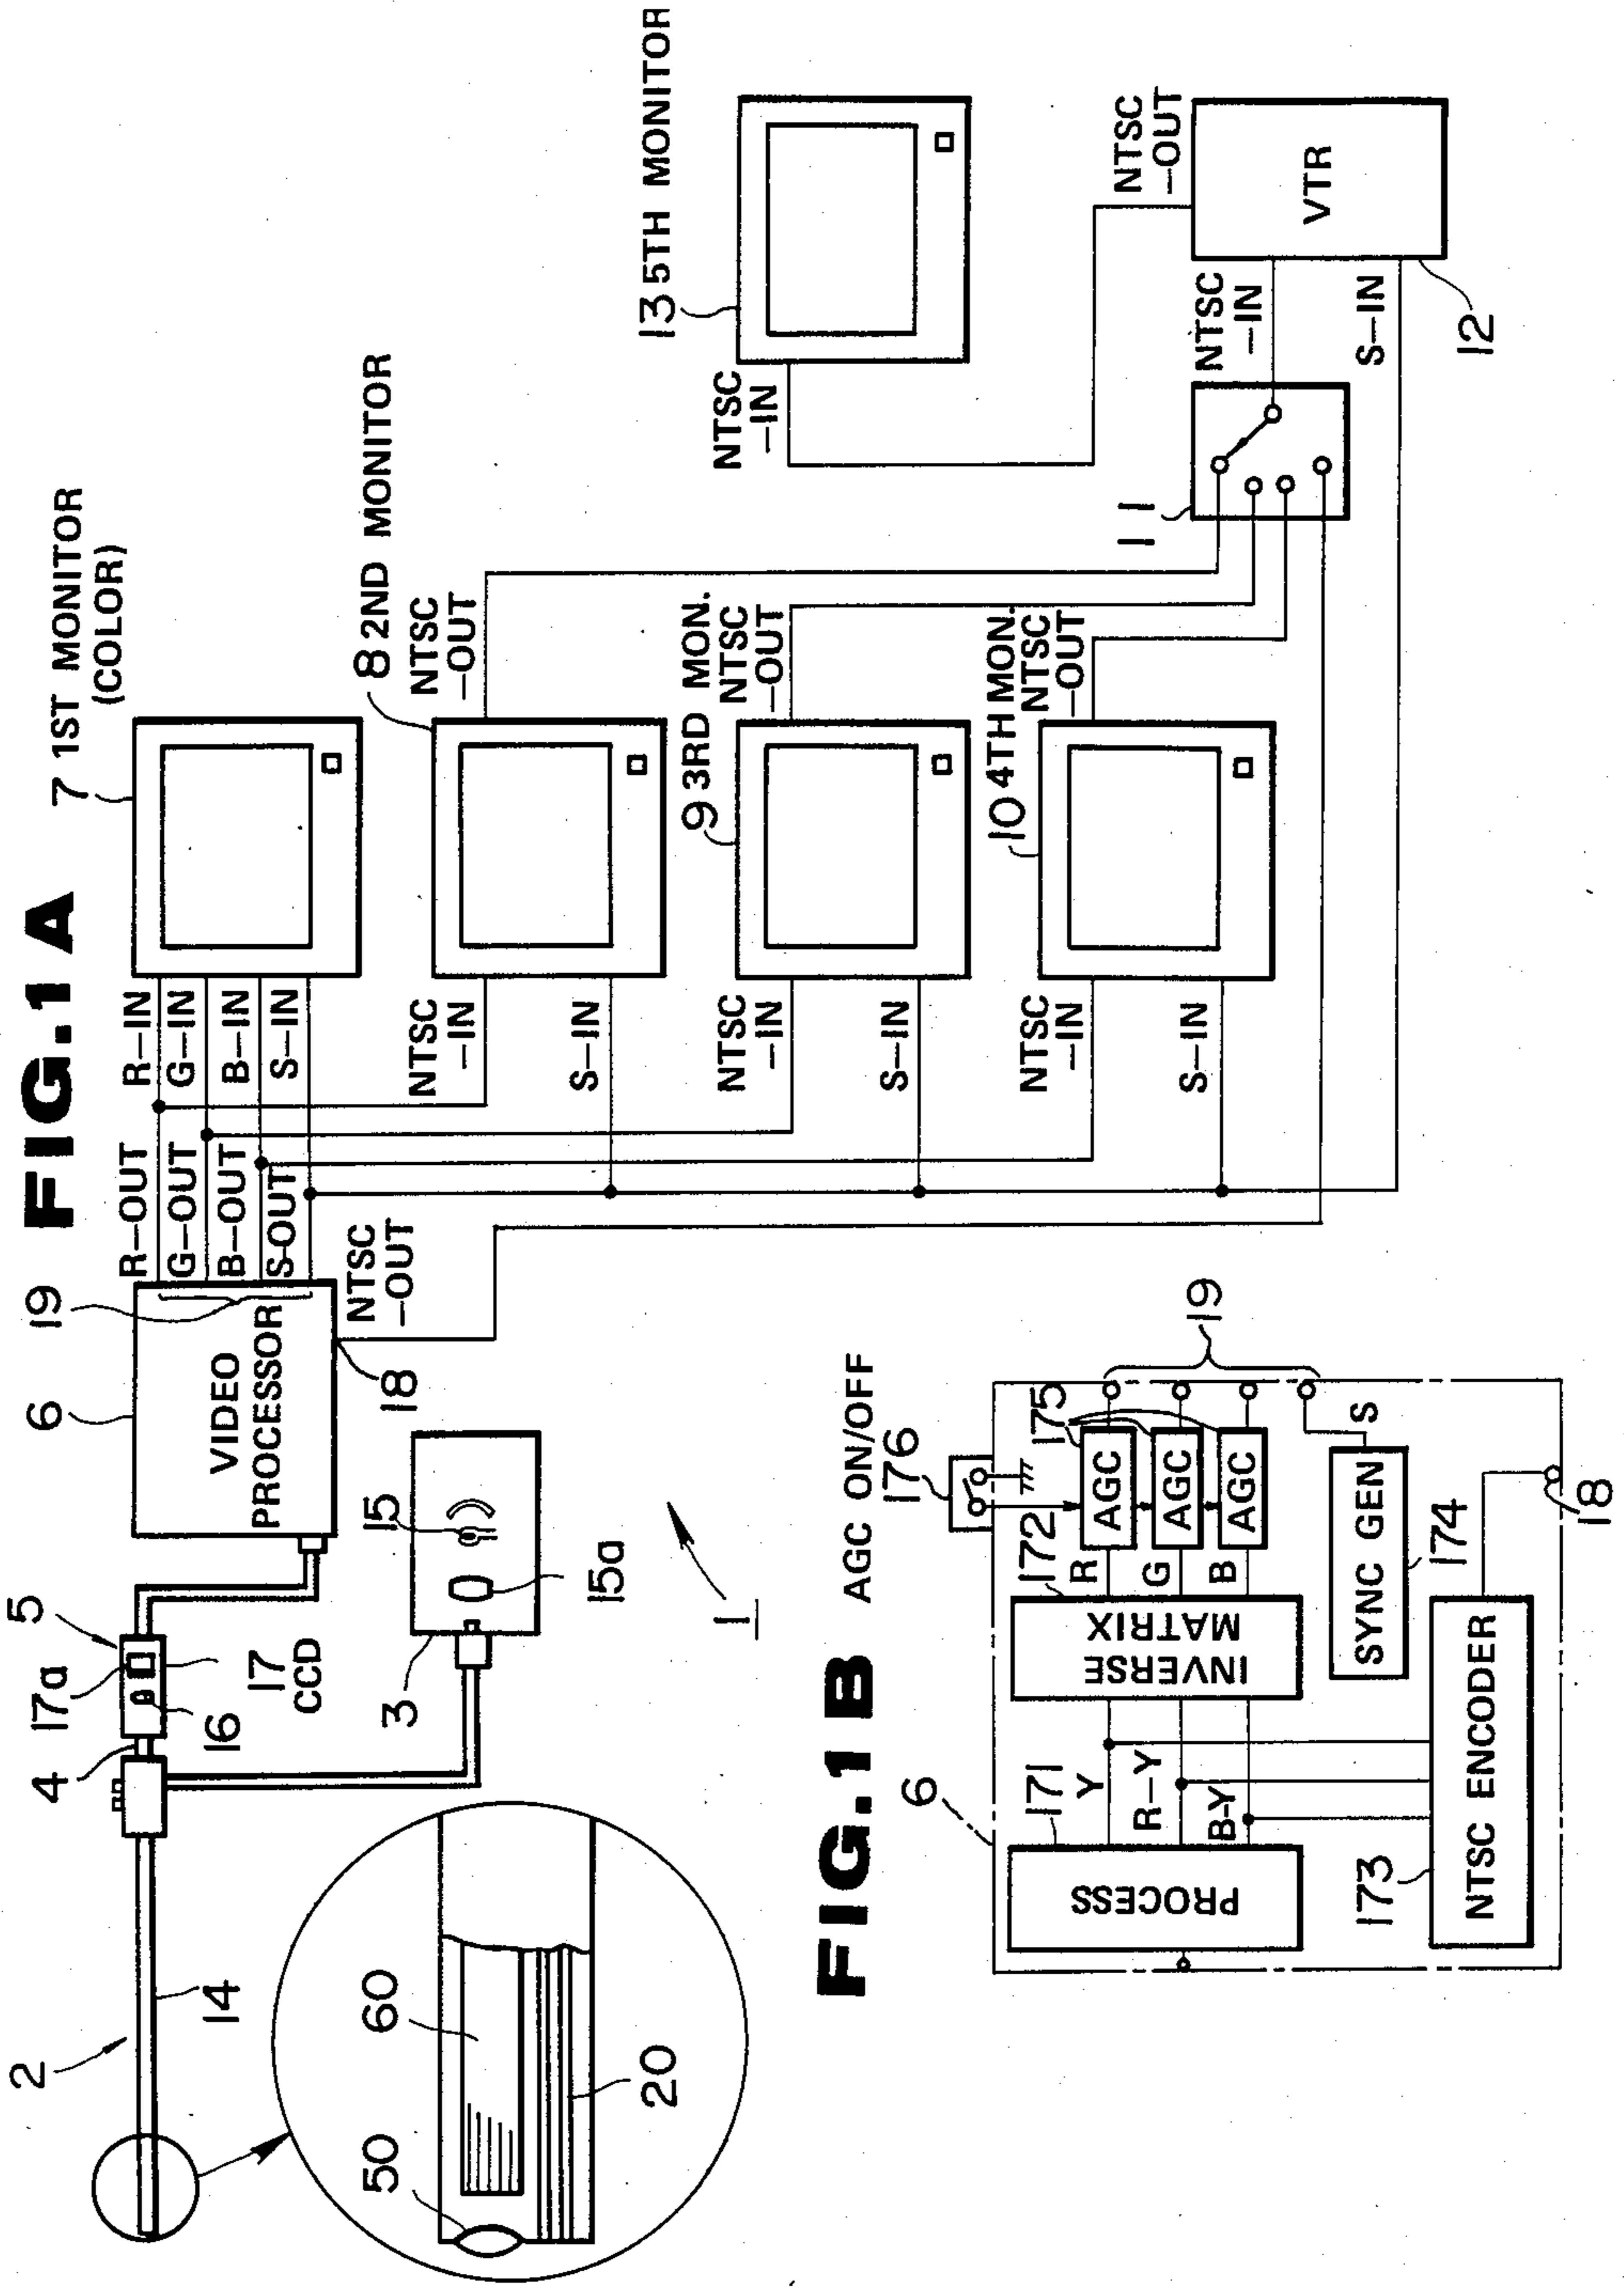 FIG.1 A
7 1ST MONITOR
(COLOR)
6
19
R-OUT
R-IN
G-OUT
G-IN
B-OUT
B-IN
S-OUT
S-IN
VIDEO
PROCESSOR
NTSC
-OUT
18
2
14
4
5
17a
16
17
CCD
3
15
15a
1
50
60
20
8 2ND MONITOR
NTSC
-IN
S-IN
NTSC
-OUT
9 3RD MON.
NTSC
-IN
S-IN
NTSC
-OUT
10 4TH MON.
NTSC
-IN
S-IN
NTSC
-OUT
11
13 5TH MONITOR
NTSC
-IN
NTSC
-OUT
NTSC
-IN
S-IN
VTR
12
FIG.1 B
AGC ON/OFF
176
6
171
PROCESS
Y
R-Y
B-Y
172
INVERSE
MATRIX
R
G
B
175
AGC
AGC
AGC
19
S
SYNC GEN
174
173
NTSC ENCODER
18